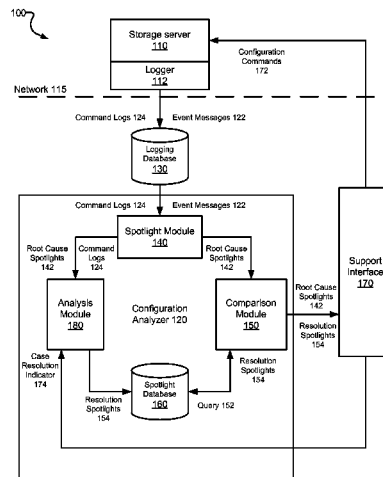 100
Storage server
110
Logger
112
Configuration
Commands
172
Network 115
Command Logs 124
Event Messages 122
Logging
Database
130
Command Logs 124
Event Messages 122
Spotlight Module
140
Root Cause
Spotlights
142
Command
Logs
124
Root Cause
Spotlights
142
Support
Interface
170
Analysis
Module
180
Configuration
Analyzer 120
Comparison
Module
150
Root Cause
Spotlights
142
Resolution
Spotlights
154
Case
Resolution
Indicator
174
Resolution
Spotlights
154
Spotlight
Database
160
Resolution
Spotlights
154
Query 152